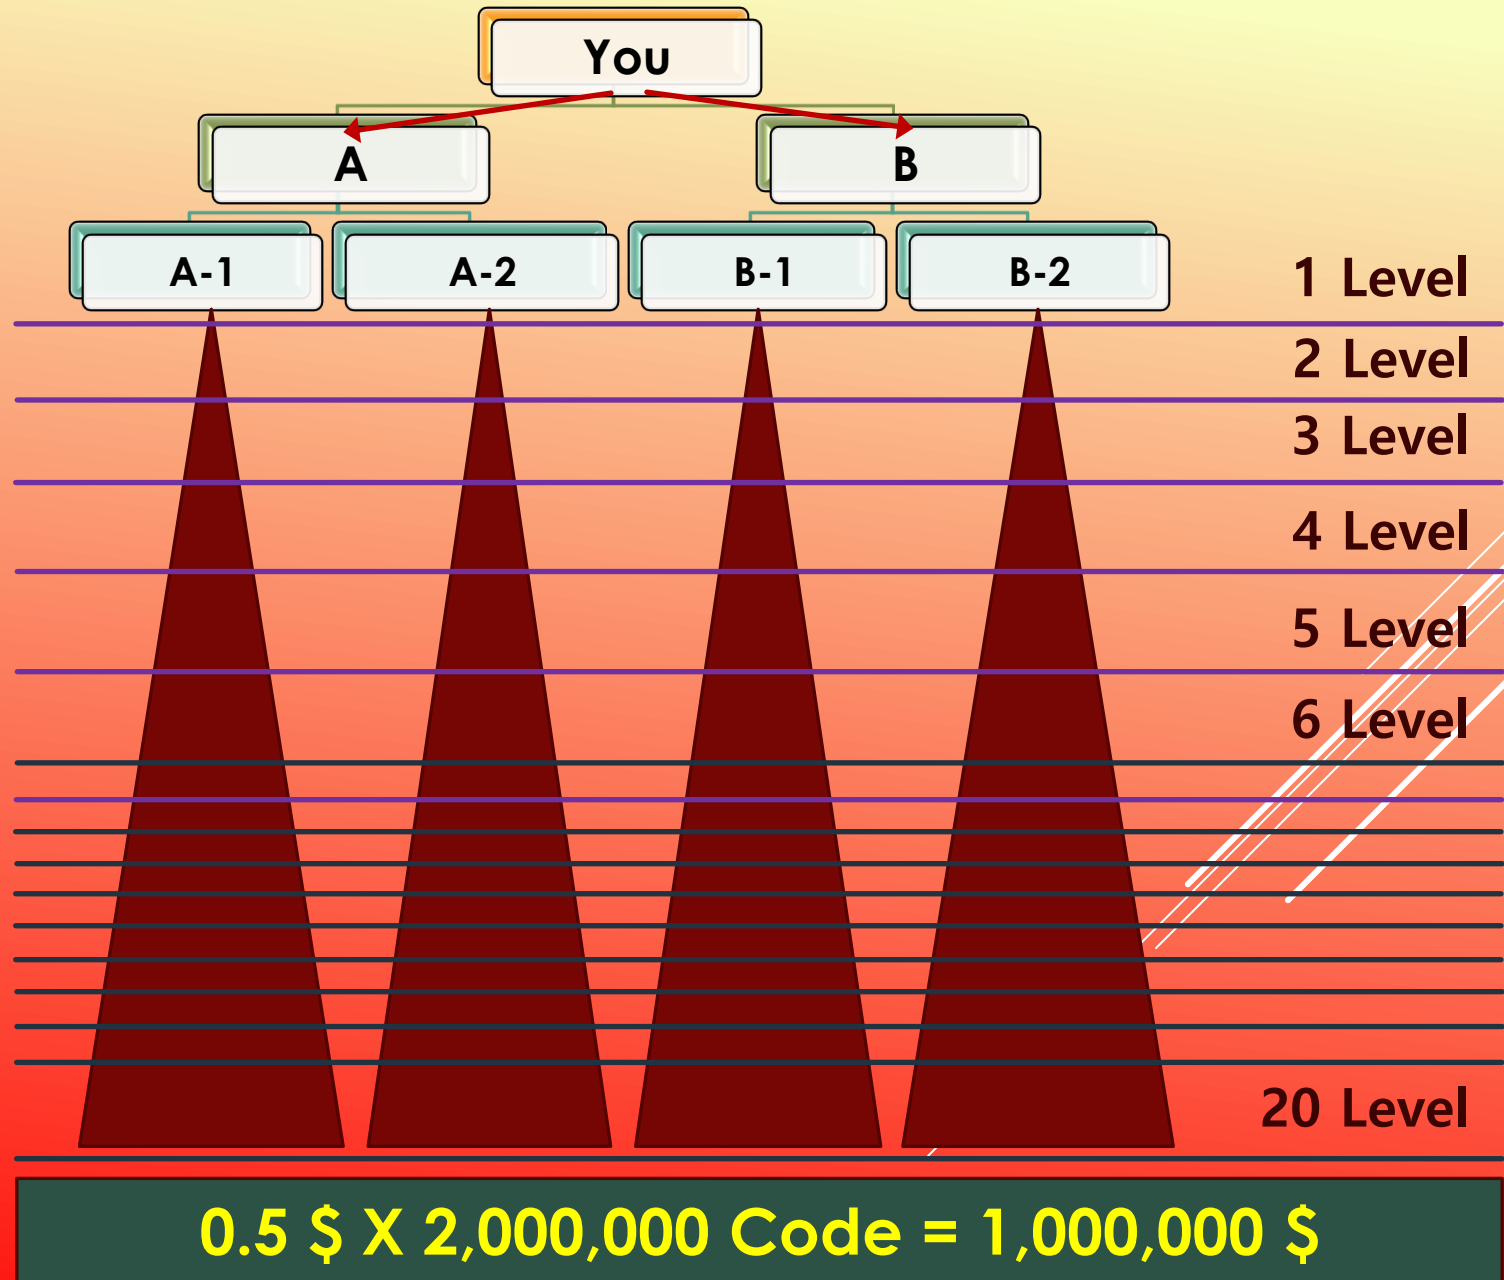 You
A
B
A-1
A-2
B-1
B-2
1 Level
2 Level
3 Level
4 Level
5 Level
6 Level
20 Level
0.5 $ X 2,000,000 Code = 1,000,000 $